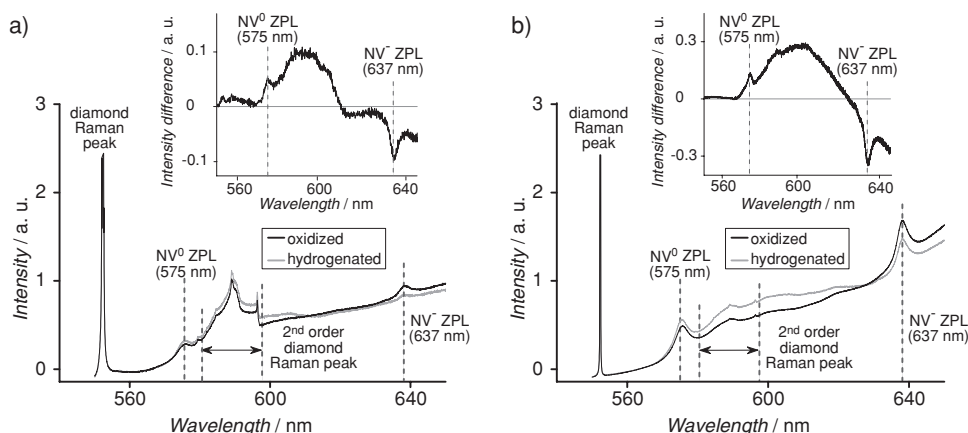 a)
NV⁰ ZPL
(575 nm)
NV⁻ ZPL
(637 nm)
Intensity difference / a. u.
0.1
0
-0.1
560
600
640
Wavelength / nm
diamond
Raman
peak
Intensity / a. u.
3
2
1
0
oxidized
hydrogenated
NV⁰ ZPL
(575 nm)
2nd order
diamond
Raman peak
NV⁻ ZPL
(637 nm)
560
580
600
620
640
Wavelength / nm
b)
NV⁰ ZPL
(575 nm)
NV⁻ ZPL
(637 nm)
Intensity difference / a. u.
0.3
0
-0.3
560
600
640
Wavelength / nm
diamond
Raman
peak
Intensity / a. u.
3
2
1
0
oxidized
hydrogenated
NV⁰ ZPL
(575 nm)
2nd order
diamond
Raman peak
NV⁻ ZPL
(637 nm)
560
580
600
620
640
Wavelength / nm